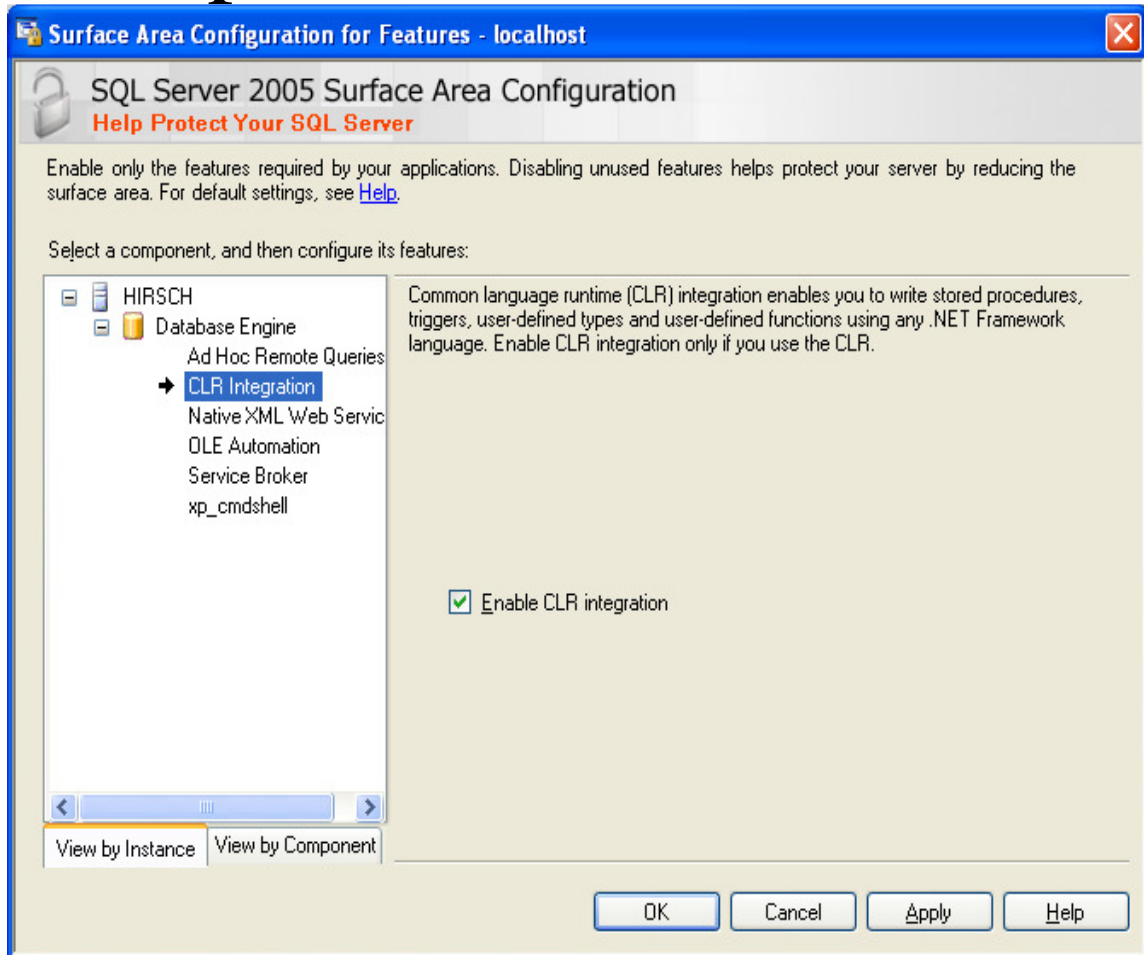 Surface Area Configuration for Features - localhost
SQL Server 2005 Surface Area Configuration
Help Protect Your SQL Server
Enable only the features required by your applications. Disabling unused features helps protect your server by reducing the
surface area. For default settings, see Help.
Select a component, and then configure its features:
HIRSCH
Database Engine
Ad Hoc Remote Queries
CLR Integration
Native XML Web Servic
OLE Automation
Service Broker
xp_cmdshell
View by Instance
View by Component
Common language runtime (CLR) integration enables you to write stored procedures,
triggers, user-defined types and user-defined functions using any .NET Framework
language. Enable CLR integration only if you use the CLR.
Enable CLR integration
OK
Cancel
Apply
Help